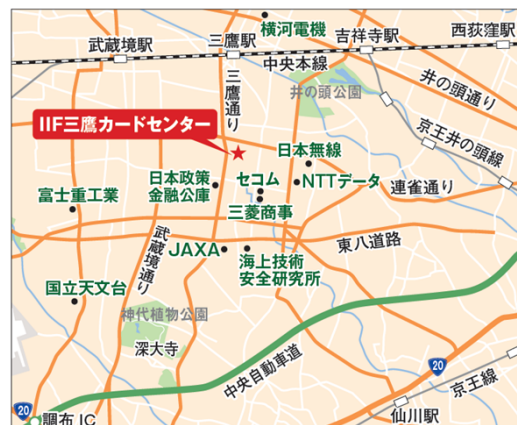 横河電機
武蔵境駅
三鷹駅
吉祥寺駅
西荻窪駅
中央本線
三鷹通り
井の頭公園
井の頭通り
京王井の頭線
IIF三鷹カードセンター
日本無線
日本政策
金融公庫
セコム
NTTデータ
連雀通り
富士重工業
三菱商事
武蔵境通り
JAXA
海上技術
安全研究所
東八道路
国立天文台
神代植物公園
深大寺
中央自動車道
20
京王線
20
調布 IC
仙川駅